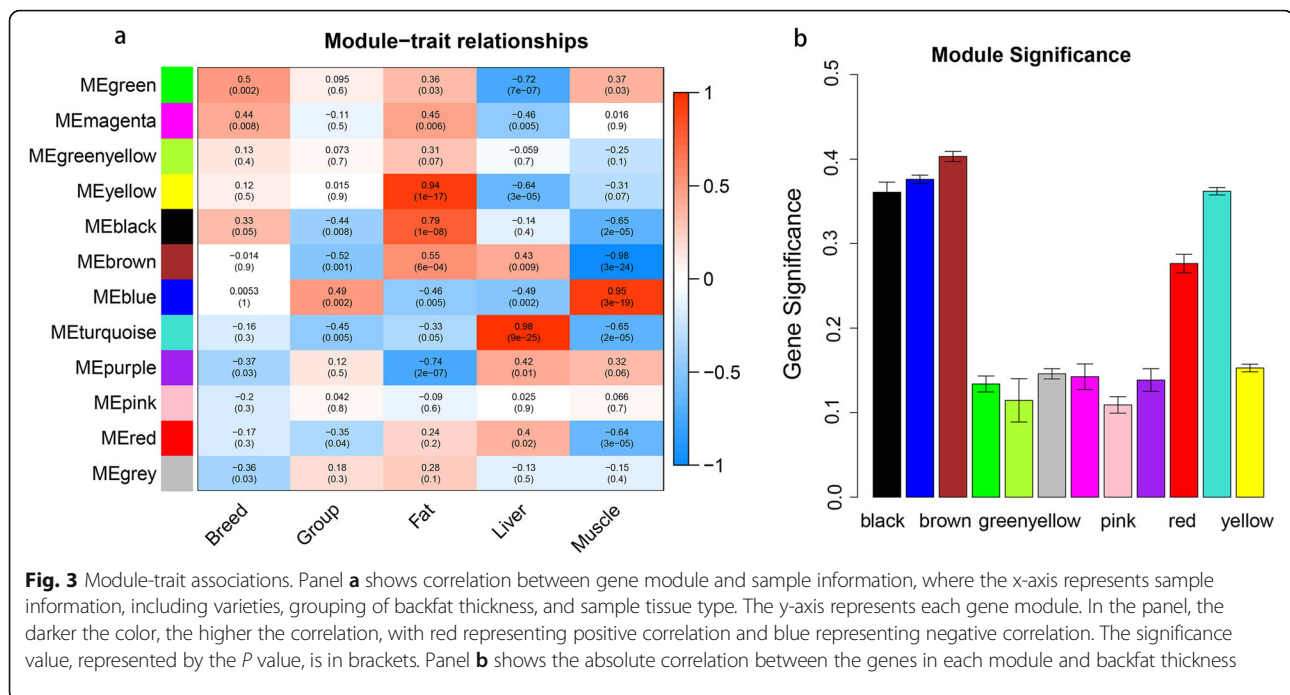 a
Module-trait relationships
MEgreen 0.5 0.095 0.36 −0.72 0.37
(0.002) (0.6) (0.03) (7e−07) (0.03)
MEmagenta 0.44 −0.11 0.45 −0.46 0.016
(0.008) (0.5) (0.006) (0.005) (0.9)
MEgreenyellow 0.13 0.073 0.31 −0.059 −0.25
(0.4) (0.7) (0.07) (0.7) (0.1)
MEyellow 0.12 0.015 0.94 −0.64 −0.31
(0.5) (0.9) (1e−17) (3e−05) (0.07)
MEblack 0.33 −0.44 0.79 −0.14 −0.65
(0.05) (0.008) (1e−08) (0.4) (2e−05)
MEbrown −0.014 −0.52 0.55 0.43 −0.98
(0.9) (0.001) (6e−04) (0.009) (3e−24)
MEblue 0.0053 0.49 −0.46 −0.49 0.95
(1) (0.002) (0.005) (0.002) (3e−19)
MEturquoise −0.16 −0.45 −0.33 0.98 −0.65
(0.3) (0.005) (0.05) (9e−25) (2e−05)
MEpurple −0.37 0.12 −0.74 0.42 0.32
(0.03) (0.5) (2e−07) (0.01) (0.06)
MEpink −0.2 0.042 −0.09 0.025 0.066
(0.3) (0.8) (0.6) (0.9) (0.7)
MEred −0.17 −0.35 0.24 0.4 −0.64
(0.3) (0.04) (0.2) (0.02) (3e−05)
MEgrey −0.36 0.18 0.28 −0.13 −0.15
(0.03) (0.3) (0.1) (0.5) (0.4)
Breed Group Fat Liver Muscle
1
0.5
0
−0.5
−1
b
Module Significance
Gene Significance
0.5
0.4
0.3
0.2
0.1
0.0
black brown greenyellow pink red yellow
Fig. 3 Module-trait associations. Panel a shows correlation between gene module and sample information, where the x-axis represents sample
information, including varieties, grouping of backfat thickness, and sample tissue type. The y-axis represents each gene module. In the panel, the
darker the color, the higher the correlation, with red representing positive correlation and blue representing negative correlation. The significance
value, represented by the P value, is in brackets. Panel b shows the absolute correlation between the genes in each module and backfat thickness